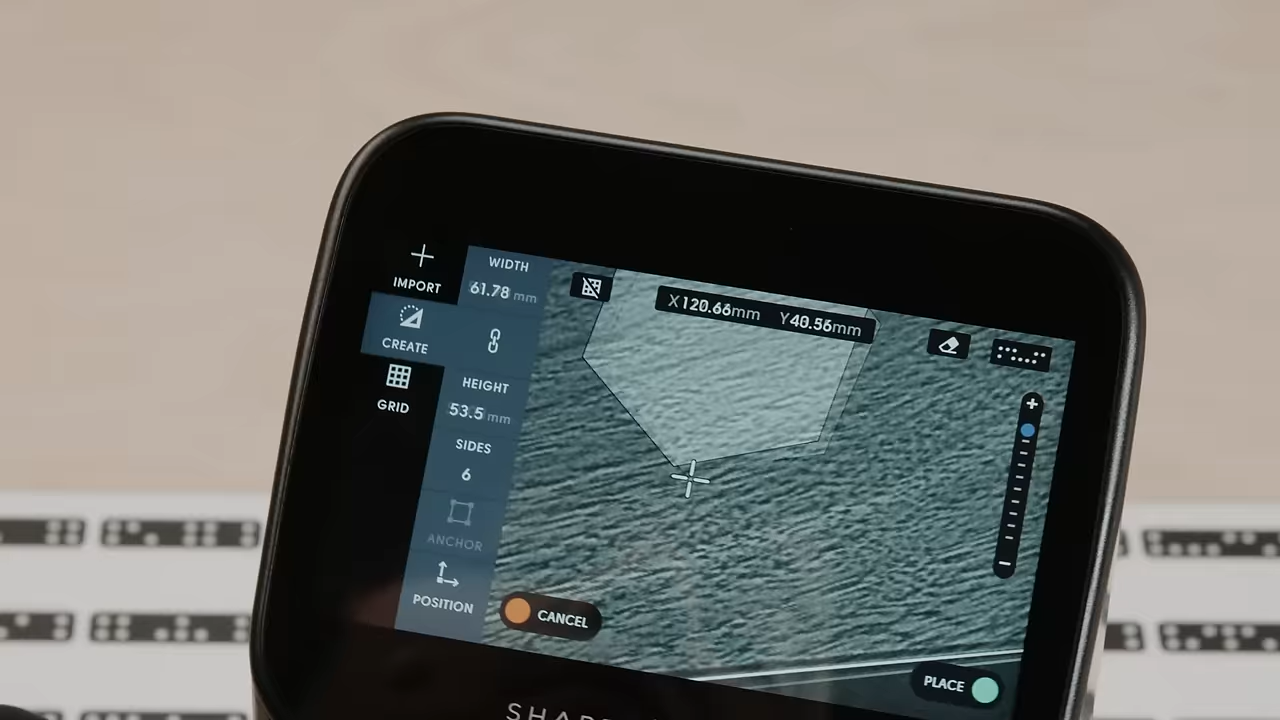 IMPORT
CREATE
GRID
WIDTH
61.78 mm
HEIGHT
53.5 mm
SIDES
6
ANCHOR
POSITION
X120.66mm Y40.56mm
CANCEL
PLACE